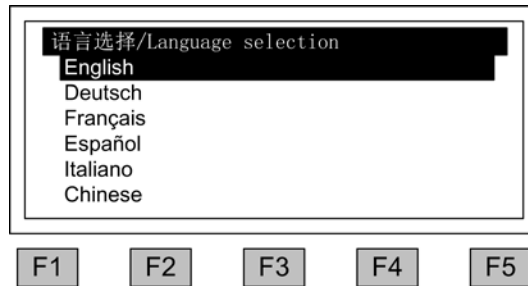 语言选择/Language selection
English
Deutsch
Français
Español
Italiano
Chinese
F1 F2 F3 F4 F5